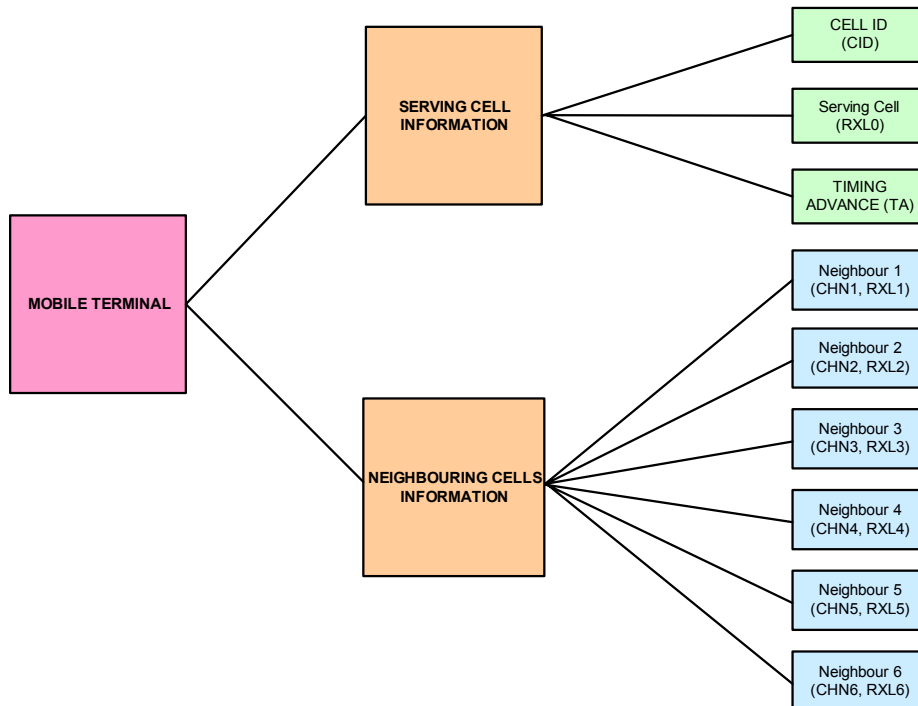 MOBILE TERMINAL
SERVING CELL
INFORMATION
NEIGHBOURING CELLS
INFORMATION
CELL ID
(CID)
Serving Cell
(RXL0)
TIMING
ADVANCE (TA)
Neighbour 1
(CHN1, RXL1)
Neighbour 2
(CHN2, RXL2)
Neighbour 3
(CHN3, RXL3)
Neighbour 4
(CHN4, RXL4)
Neighbour 5
(CHN5, RXL5)
Neighbour 6
(CHN6, RXL6)